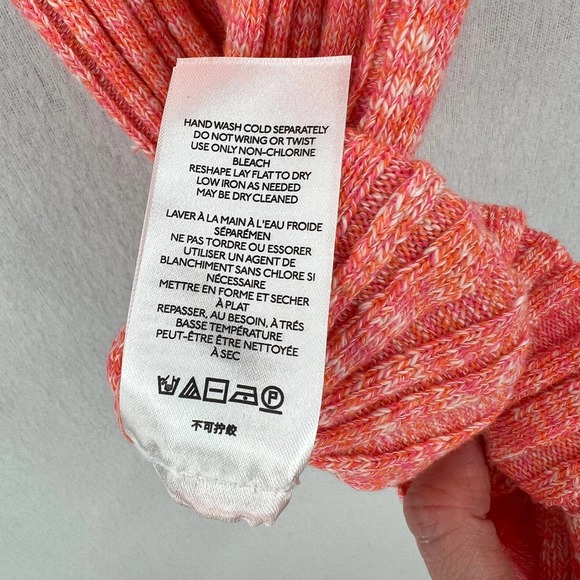 HAND WASH COLD SEPARATELY
DO NOT WRING OR TWIST
USE ONLY NON-CHLORINE
BLEACH
RESHAPE LAY FLAT TO DRY
LOW IRON AS NEEDED
MAY BE DRY CLEANED
LAVER À LA MAIN À L'EAU FROIDE
SÉPARÉMEN
NE PAS TORDRE OU ESSORER
UTILISER UN AGENT DE
BLANCHIMENT SANS CHLORE SI
NÉCESSAIRE
METTRE EN FORME ET SECHER
À PLAT
REPASSER, AU BESOIN, À TRÉS
BASSE TEMPÉRATURE
PEUT-ÊTRE ÊTRE NETTOYÉE
À SEC
P
不可拧绞